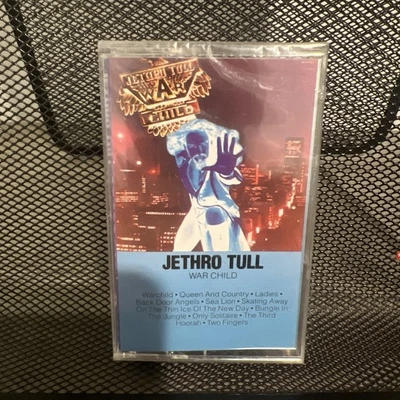 JETHRO TULL
WAR
CHILD
JETHRO TULL
WAR CHILD
Warchild • Queen And Country • Ladies •
Back Door Angels • Sea Lion • Skating Away
On The Thin Ice Of The New Day • Bungle In
The Jungle • Only Solitaire • The Third
Hoorah • Two Fingers